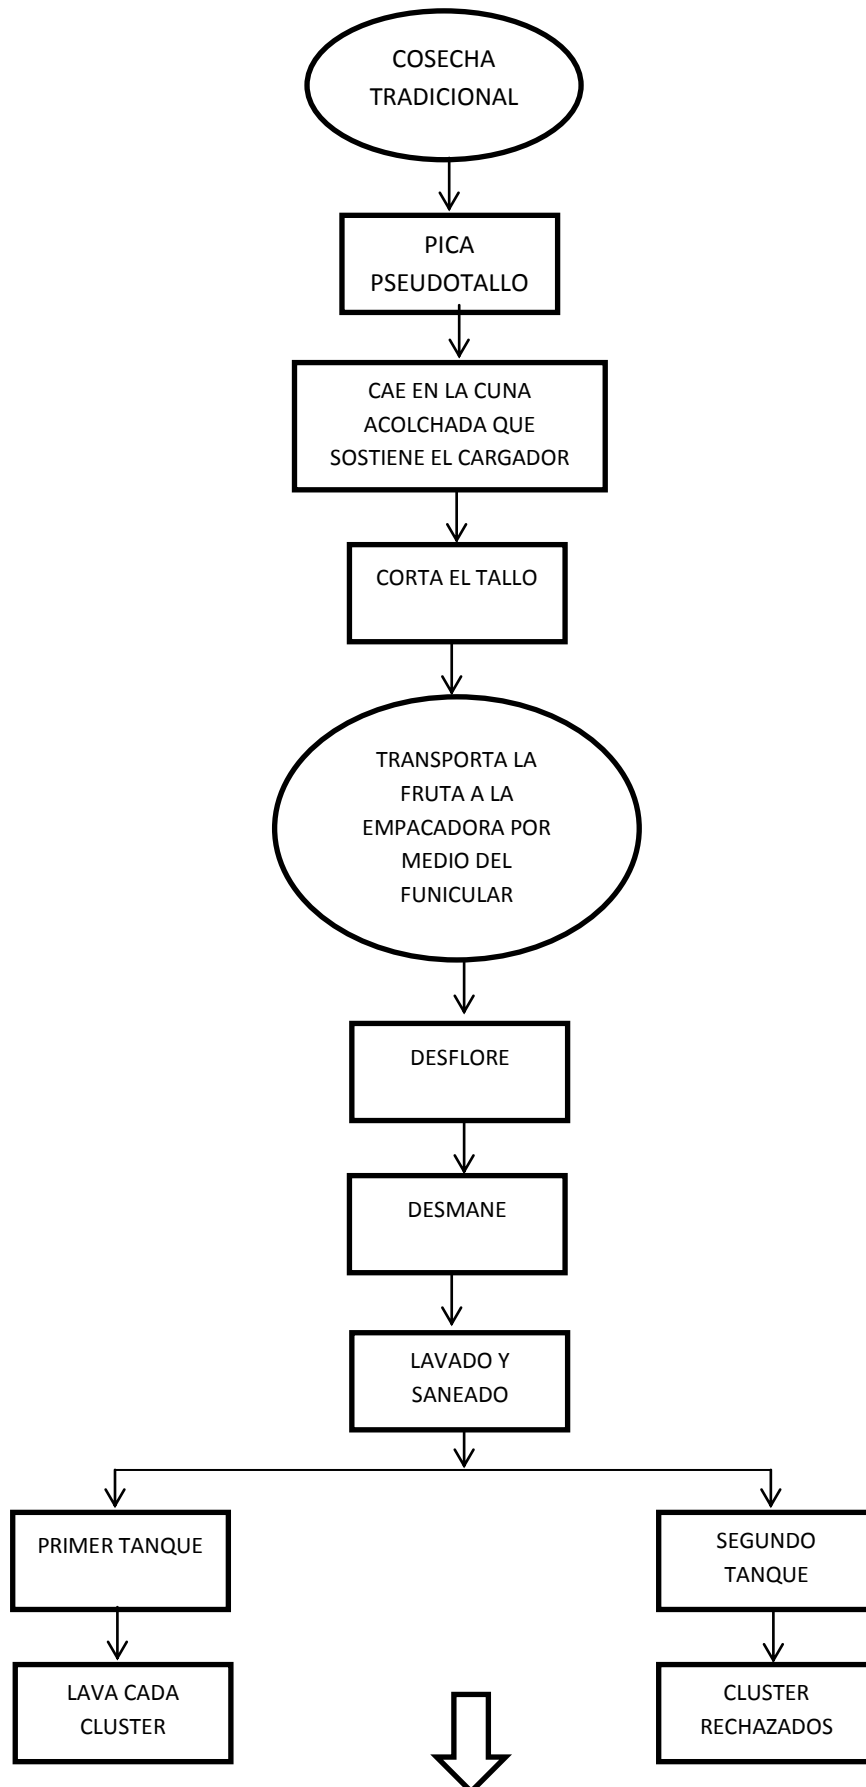 COSECHA
TRADICIONAL
PICA
PSEUDOTALLO
CAE EN LA CUNA
ACOLCHADA QUE
SOSTIENE EL CARGADOR
CORTA EL TALLO
TRANSPORTA LA
FRUTA A LA
EMPACADORA POR
MEDIO DEL
FUNICULAR
DESFLORE
DESMANE
LAVADO Y
SANEADO
PRIMER TANQUE
SEGUNDO
TANQUE
LAVA CADA
CLUSTER
CLUSTER
RECHAZADOS